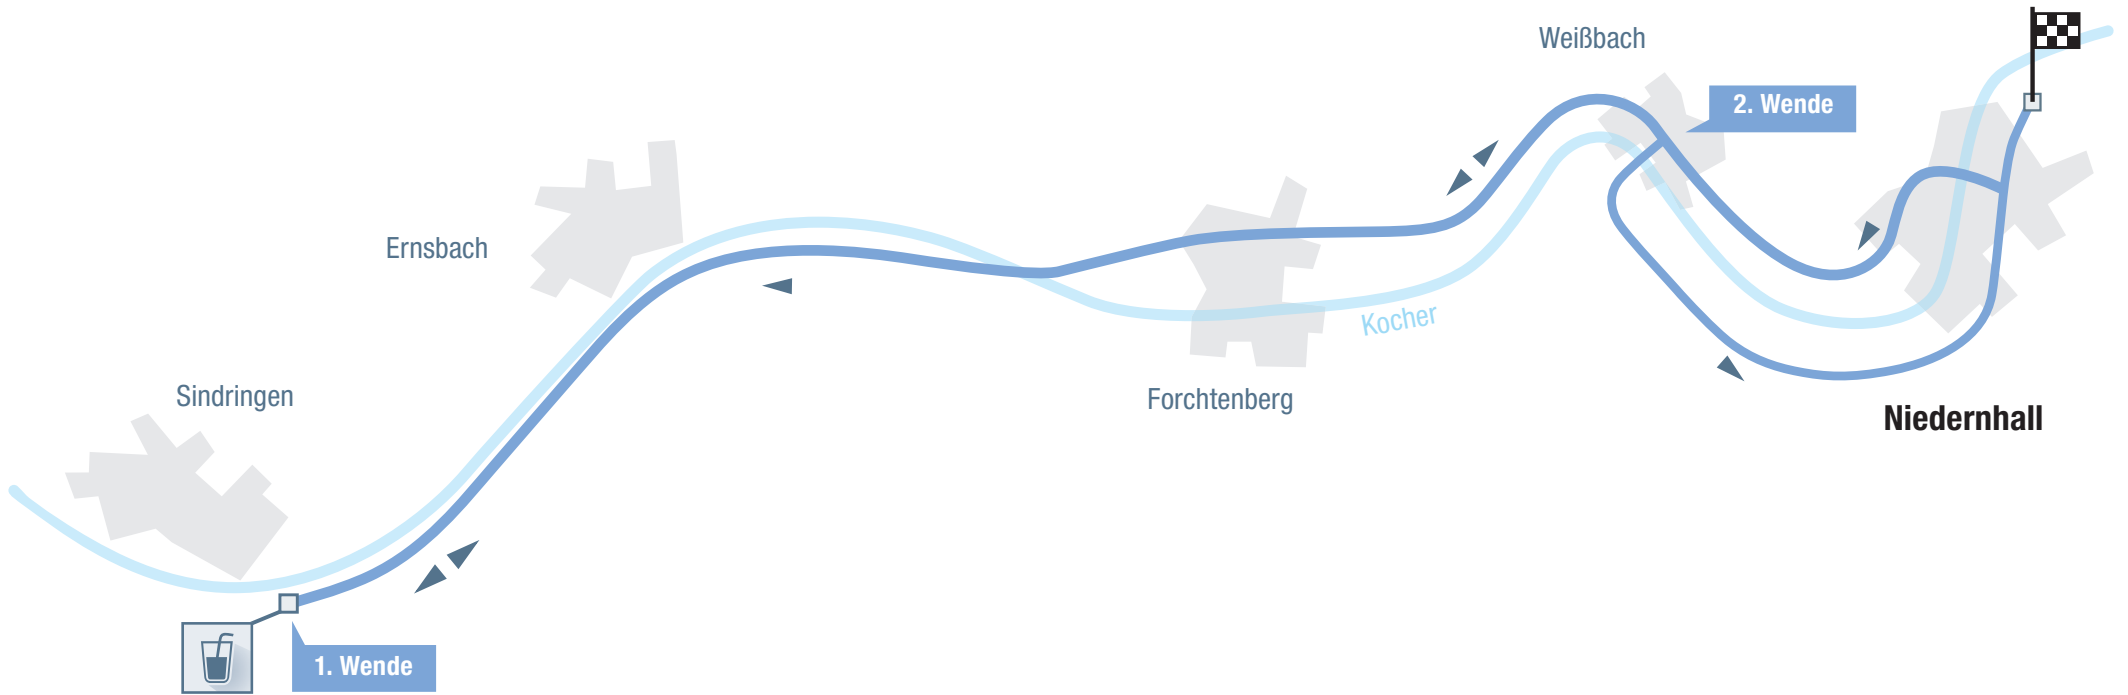 Weißbach
2. Wende
Ernsbach
Kocher
Sindringen
Forchtenberg
Niedernhall
1. Wende